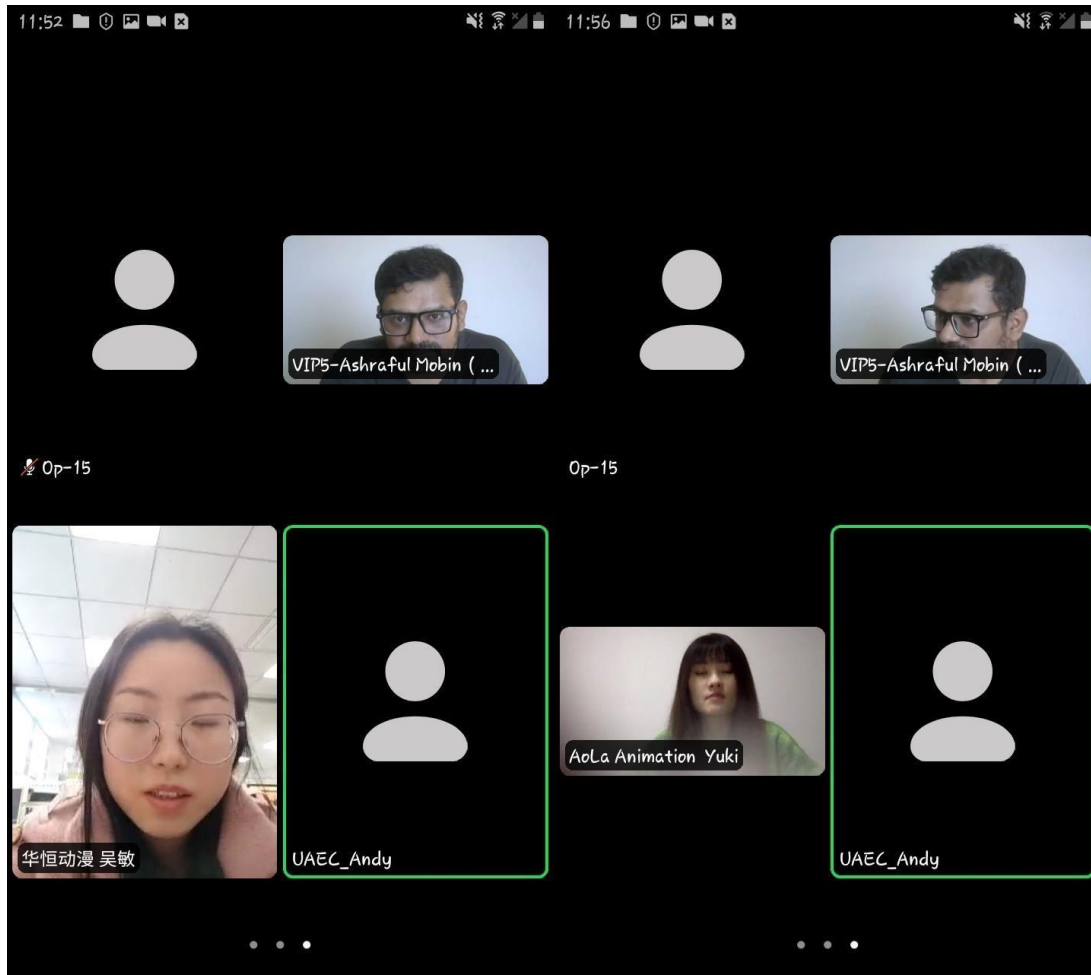 11:52
VIP5-Ashraful Mobin ( ...
Op-15
华恒动漫 吴敏
UAEC_Andy
11:56
VIP5-Ashraful Mobin ( ...
Op-15
AoLa Animation Yuki
UAEC_Andy